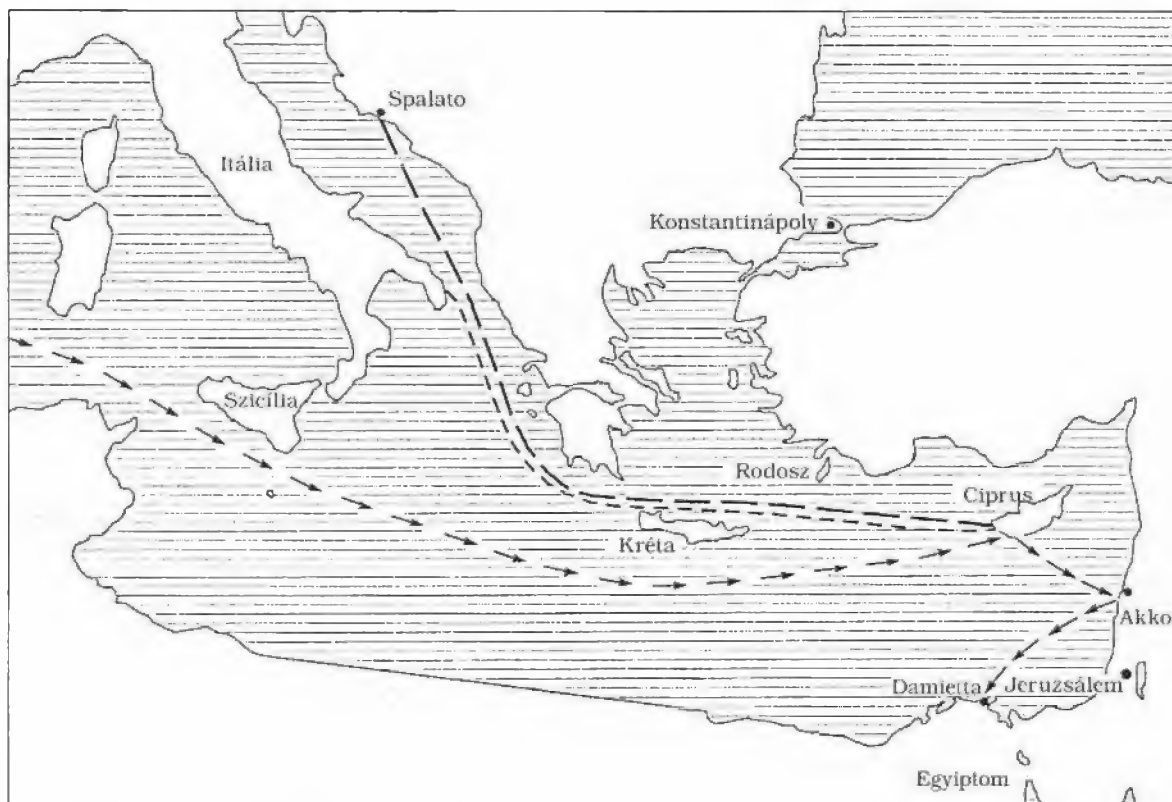 Spalato
Itália
Konstantinápoly
Szicília
Rodosz
Ciprus
Kréta
Akko
Damietta
Jeruzsálem
Egyiptom